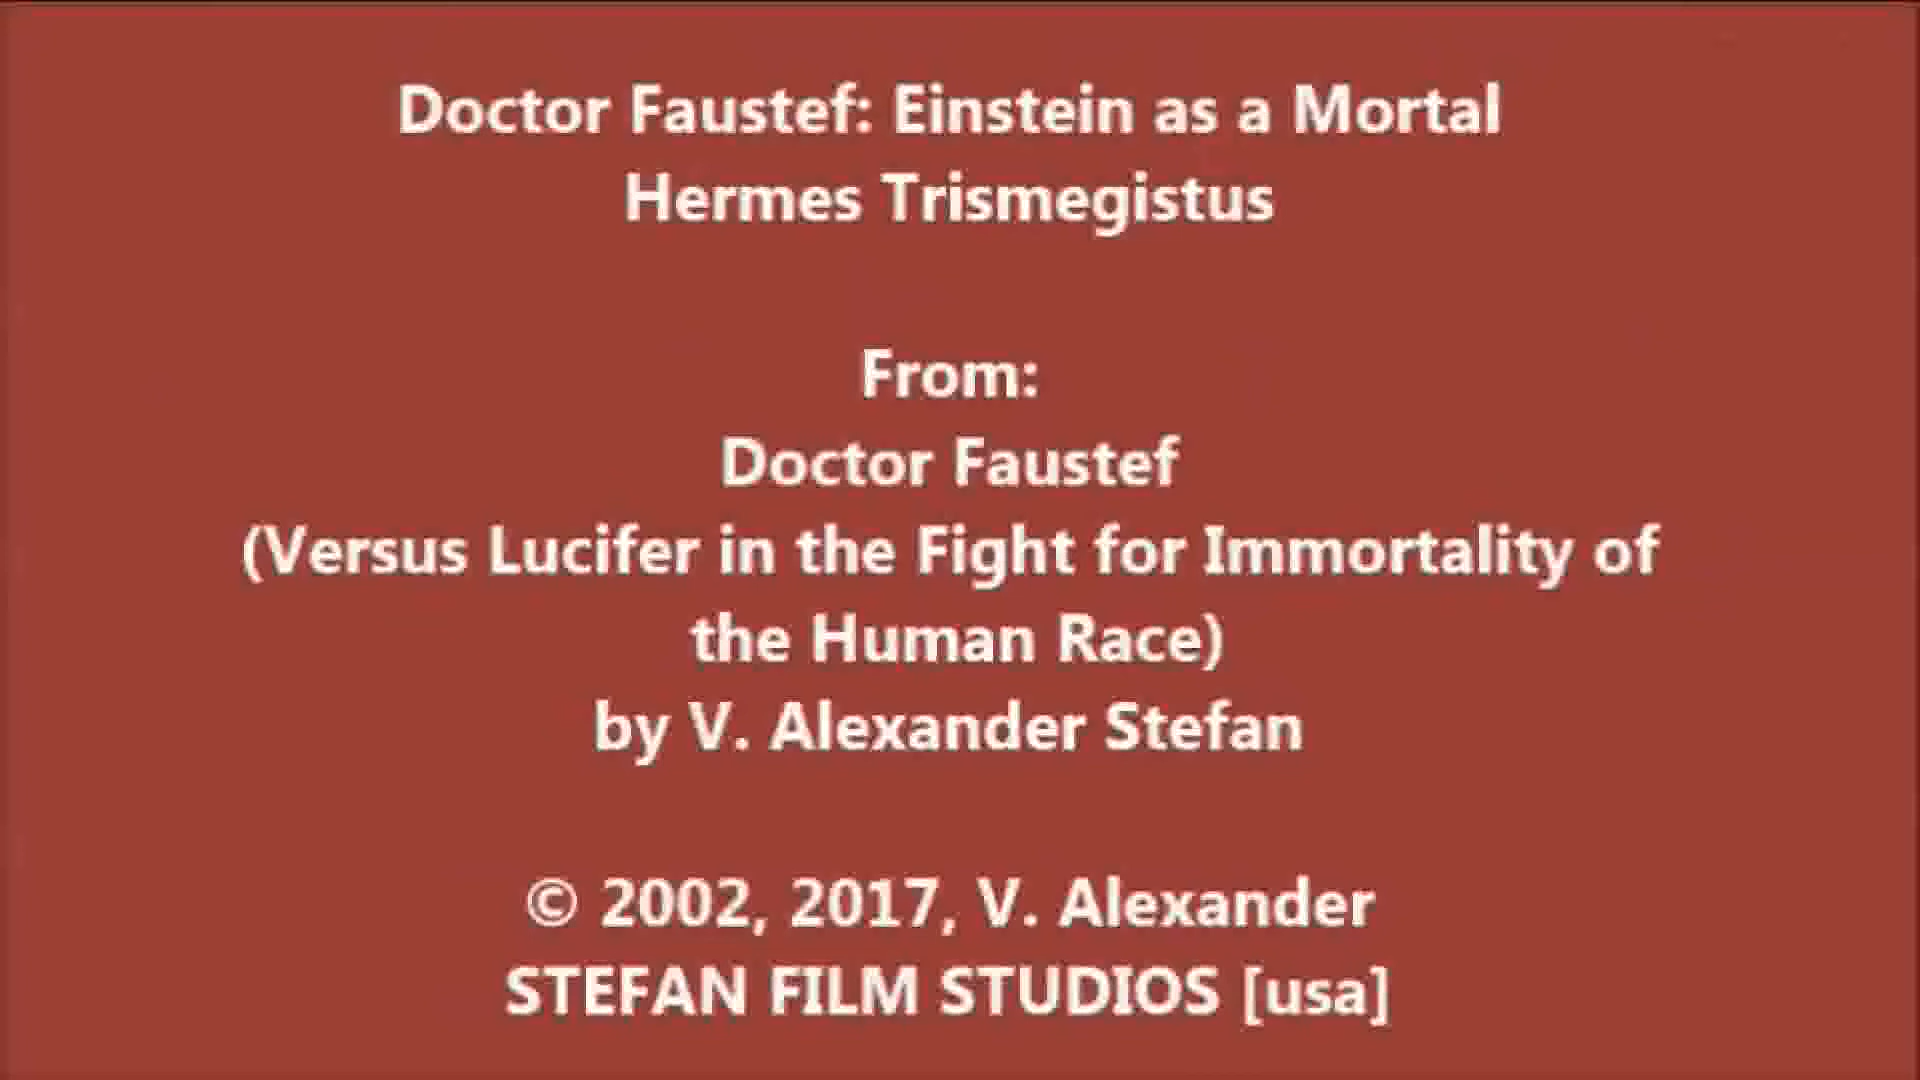 Doctor Faustef: Einstein as a Mortal
Hermes Trismegistus
From:
Doctor Faustef
(Versus Lucifer in the Fight for Immortality of
the Human Race)
by V. Alexander Stefan
© 2002, 2017, V. Alexander
STEFAN FILM STUDIOS [usa]